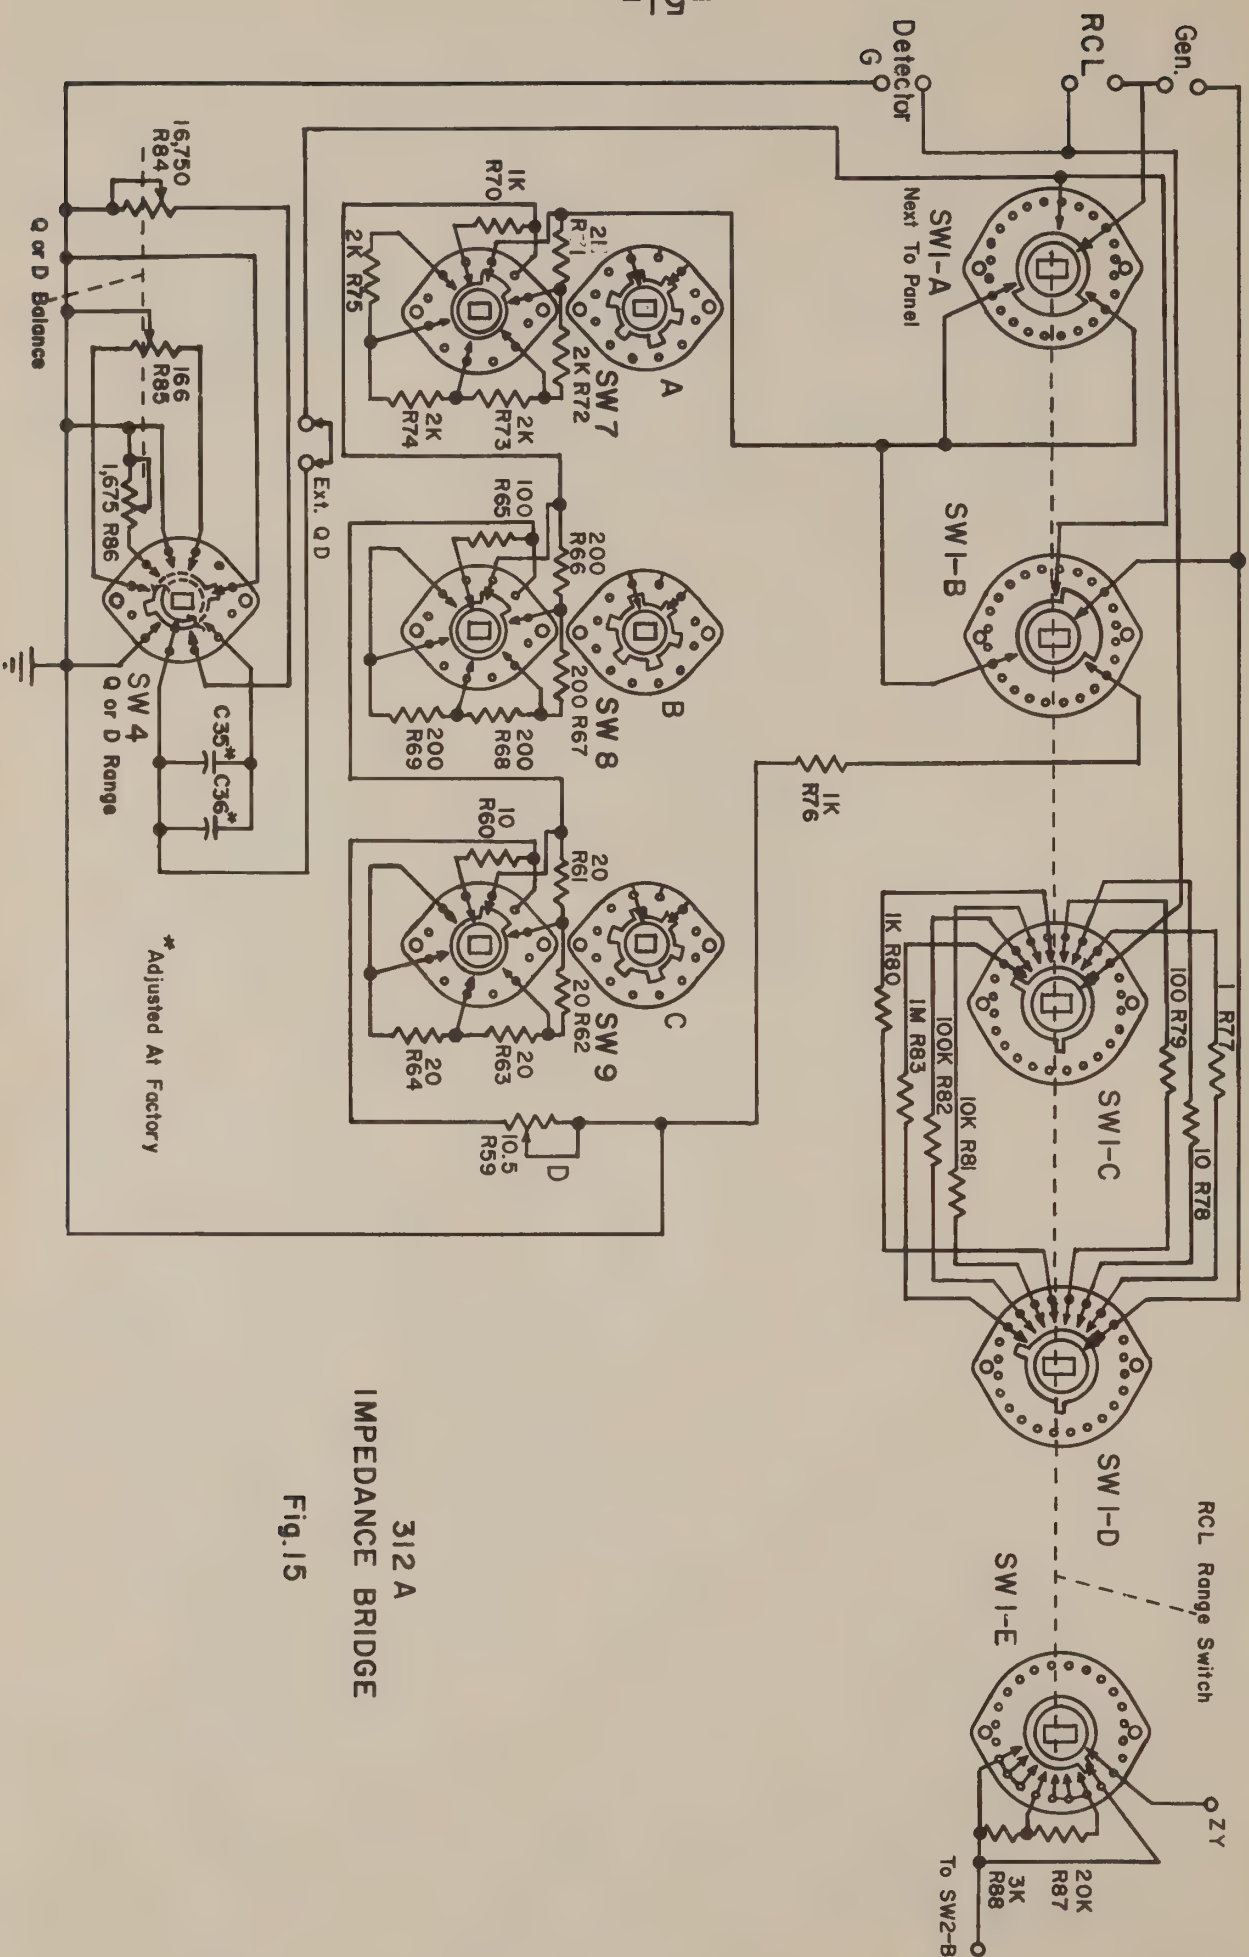 Gen.
RCL
Detector
G
SW1-A
Next To Panel
SW1-B
SW1-C
SW1-D
SW1-E
RCL Range Switch
ZY
To SW2-B
20K
R87
3K
R88
1 R77
10 R78
100 R79
1K R80
10K R81
100K R82
1M R83
1K
R76
A
SW 7
1K
R70
2K R72
2K
R73
2K
R74
2K R75
B
SW 8
100
R65
200
R66
200 R67
200
R68
200
R69
C
SW 9
10
R60
20
R61
20 R62
20
R63
20
R64
D
10.5
R59
Ext. QD
16,750
R84
166
R85
1,675 R86
Q or D Balance
SW 4
Q or D Range
C35*
C36*
* Adjusted At Factory
312 A
IMPEDANCE BRIDGE
Fig. 15